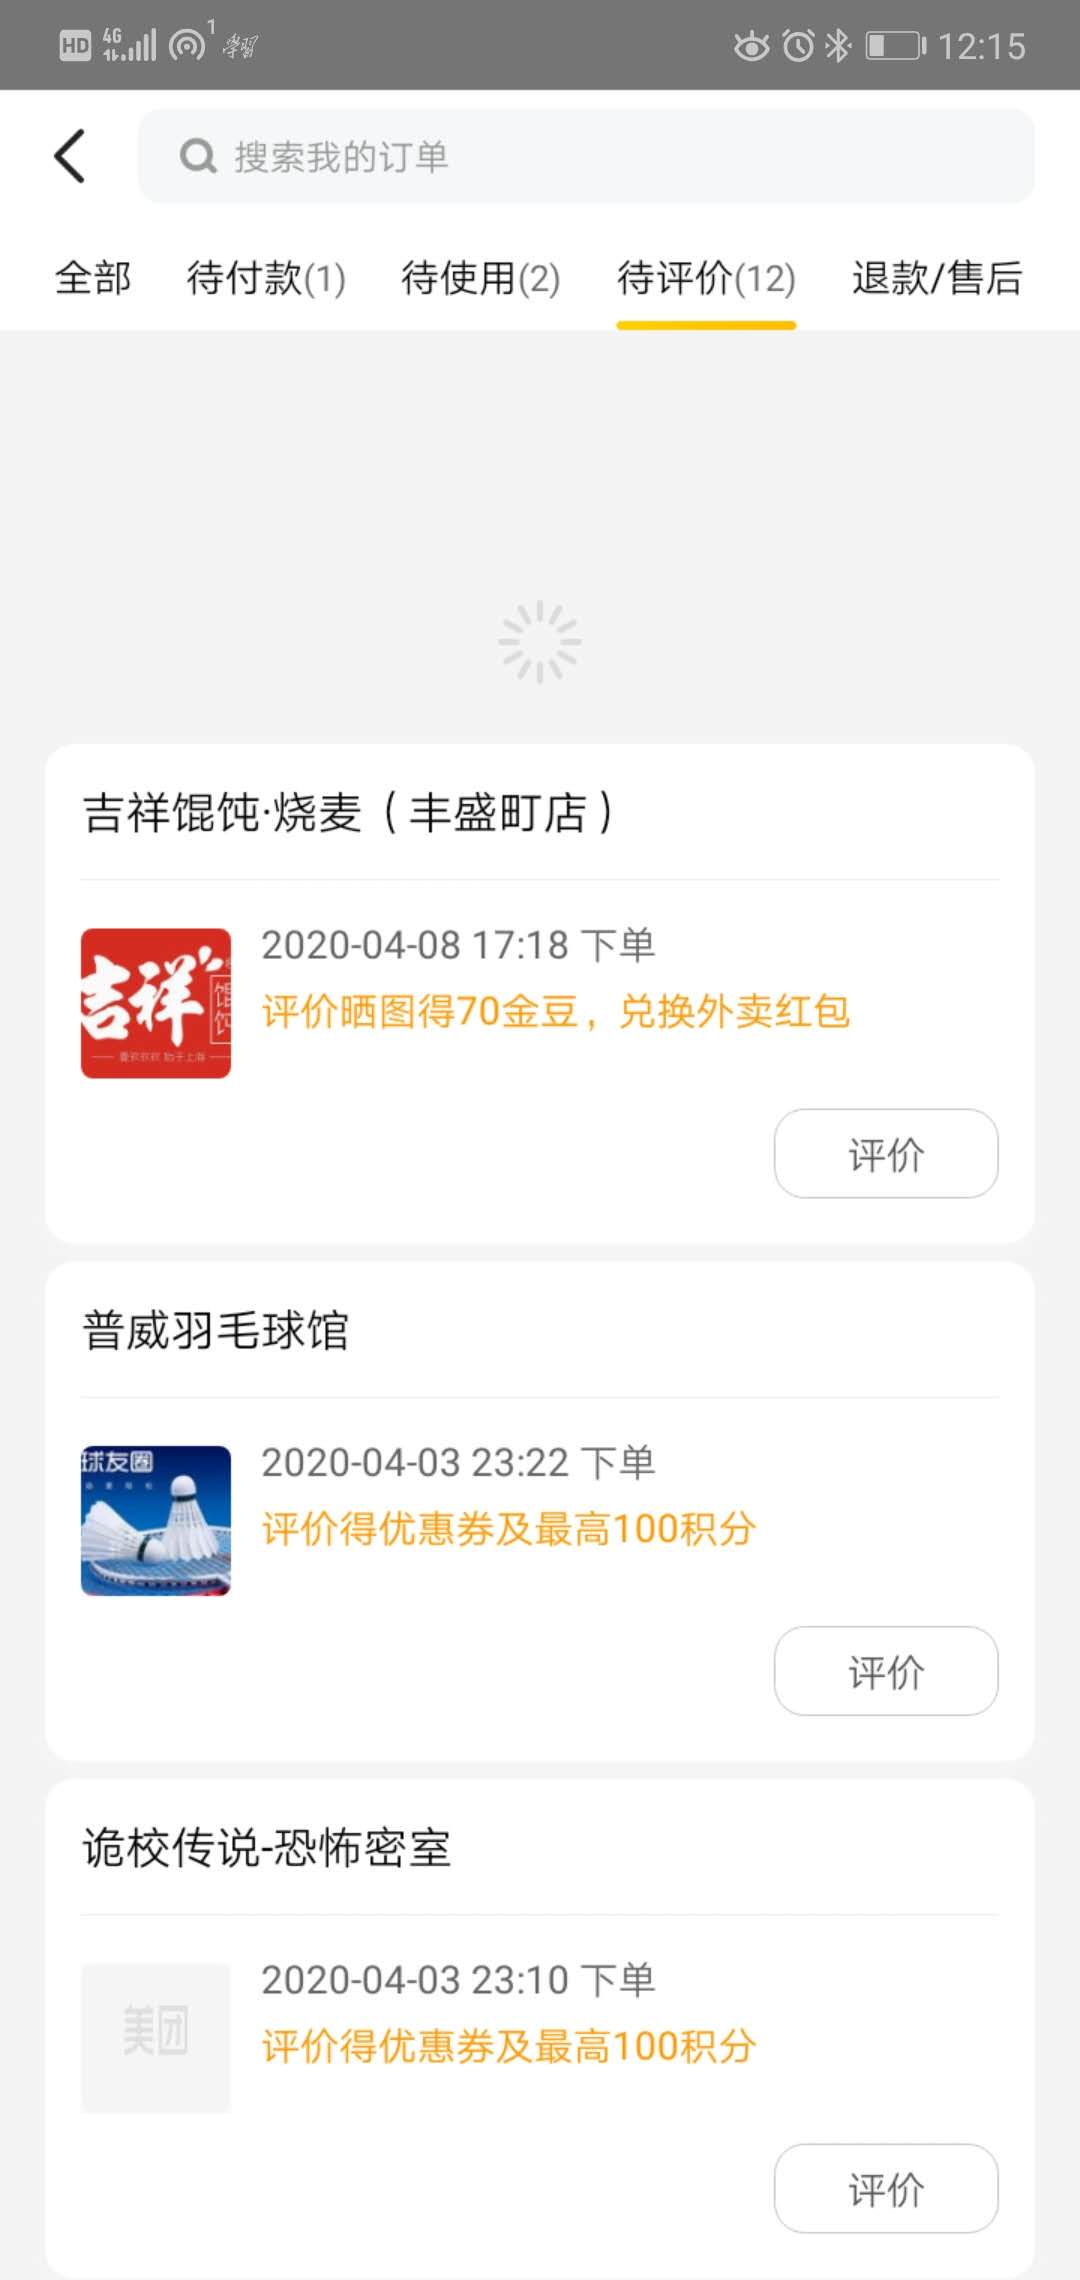 HD 4G 1 学習 12:15
搜索我的订单
全部 待付款(1) 待使用(2) 待评价(12) 退款/售后
吉祥馄饨·烧麦（丰盛町店）
吉祥
馄饨
2020-04-08 17:18 下单
评价晒图得70金豆，兑换外卖红包
评价
普威羽毛球馆
球友圈
2020-04-03 23:22 下单
评价得优惠券及最高100积分
评价
诡校传说-恐怖密室
美团
2020-04-03 23:10 下单
评价得优惠券及最高100积分
评价